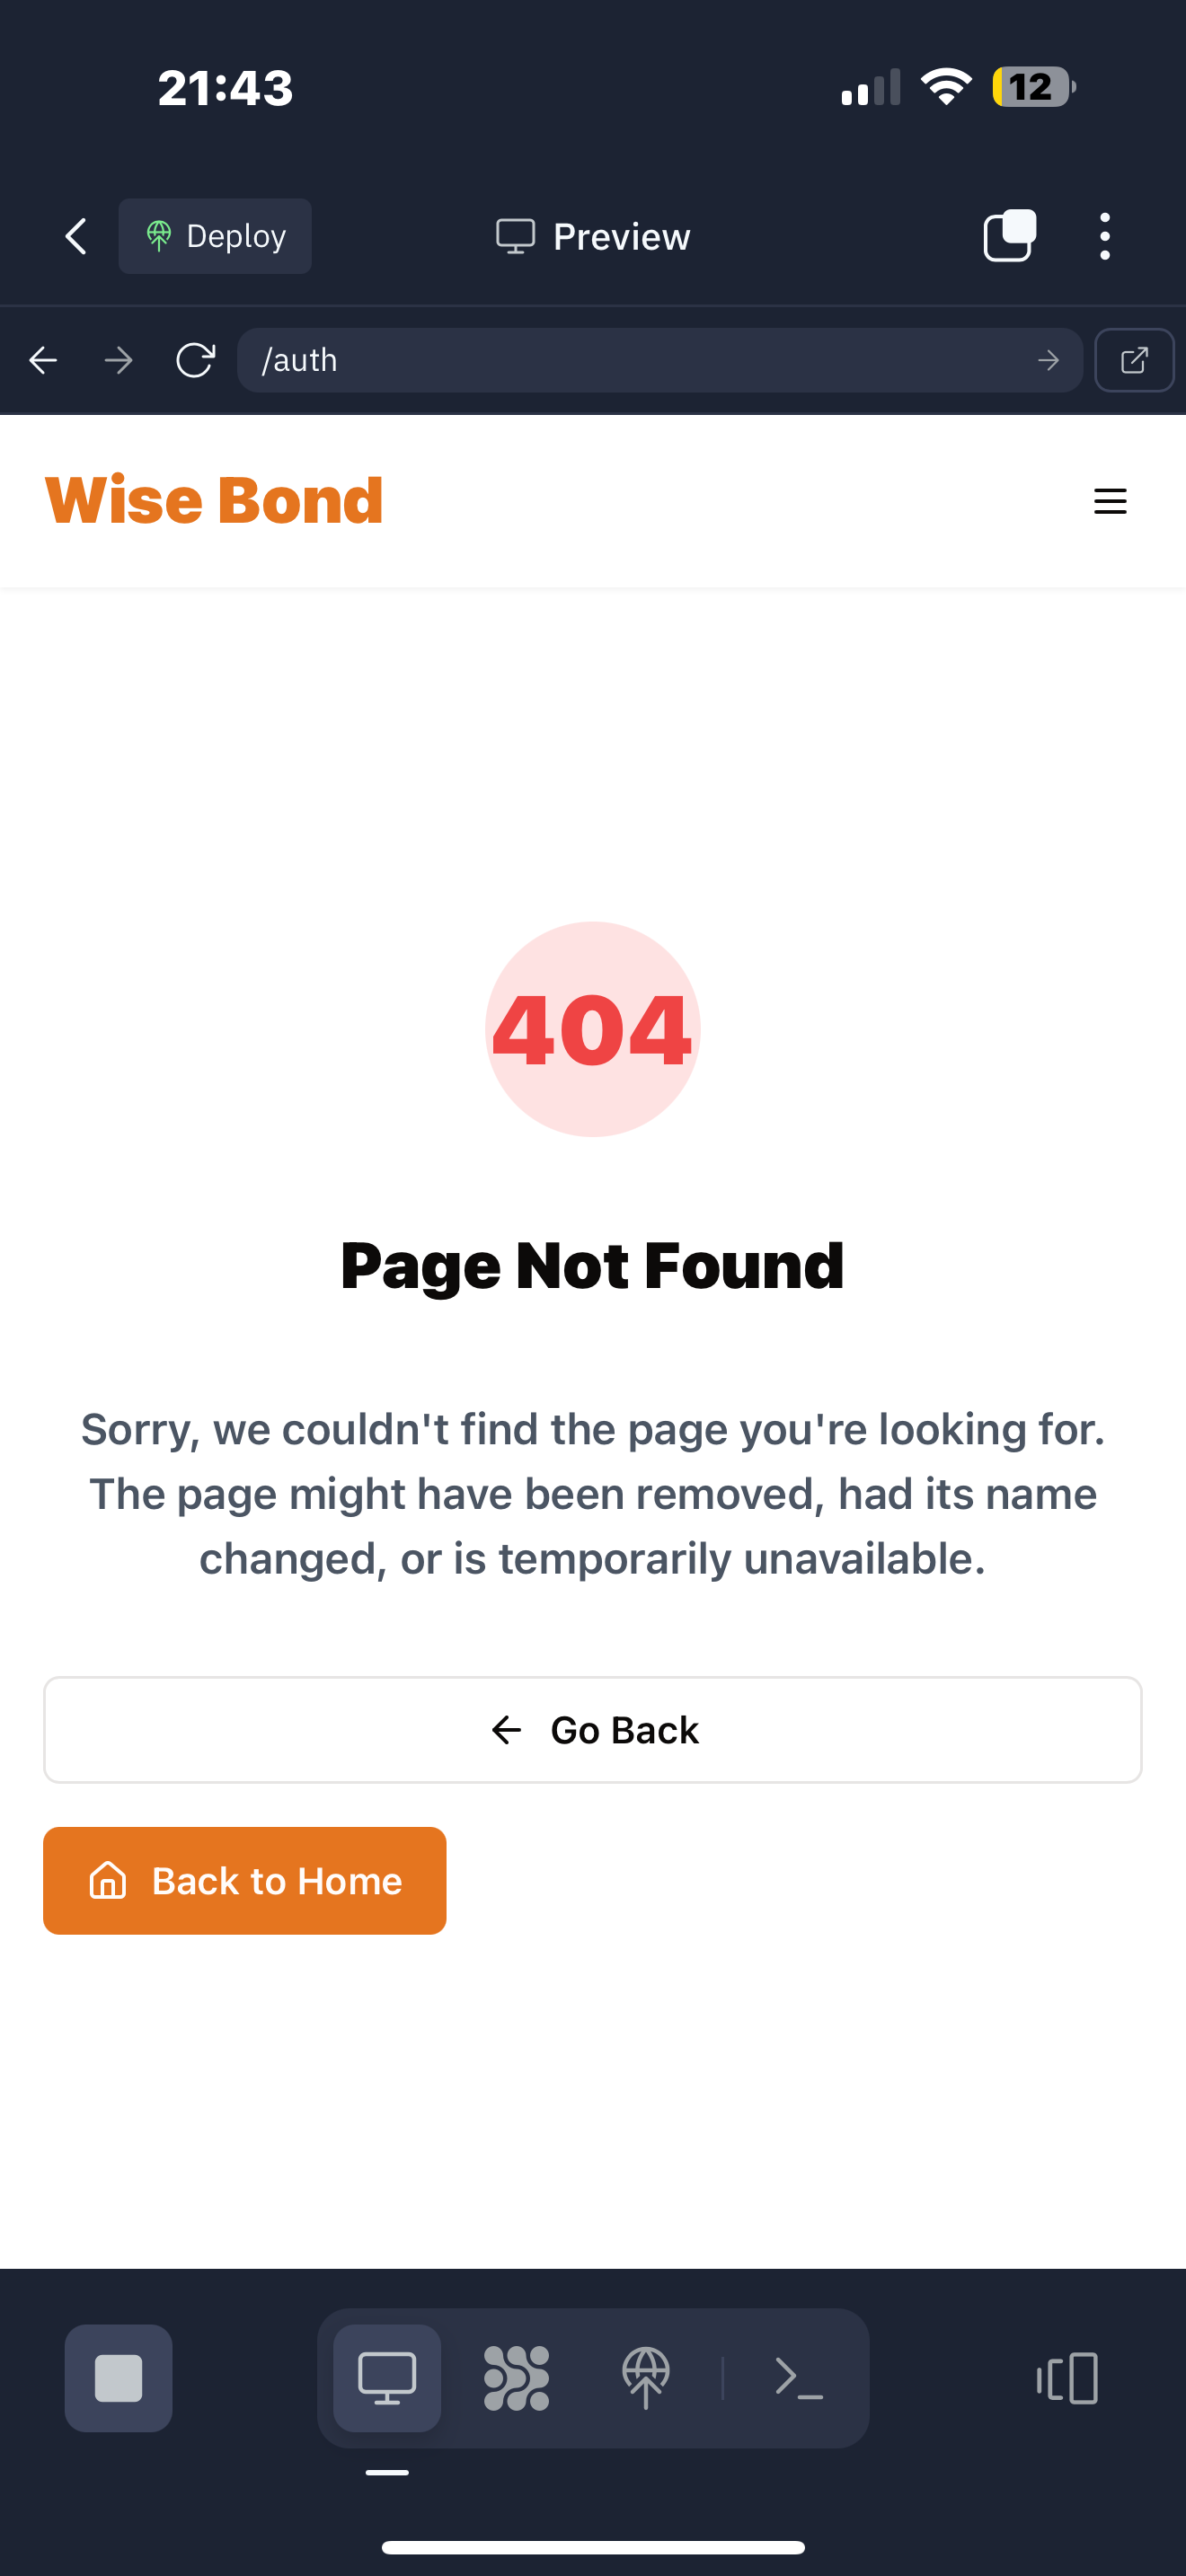 21:43
12
Deploy
Preview
/auth
Wise Bond
404
Page Not Found
Sorry, we couldn't find the page you're looking for.
The page might have been removed, had its name
changed, or is temporarily unavailable.
Go Back
Back to Home